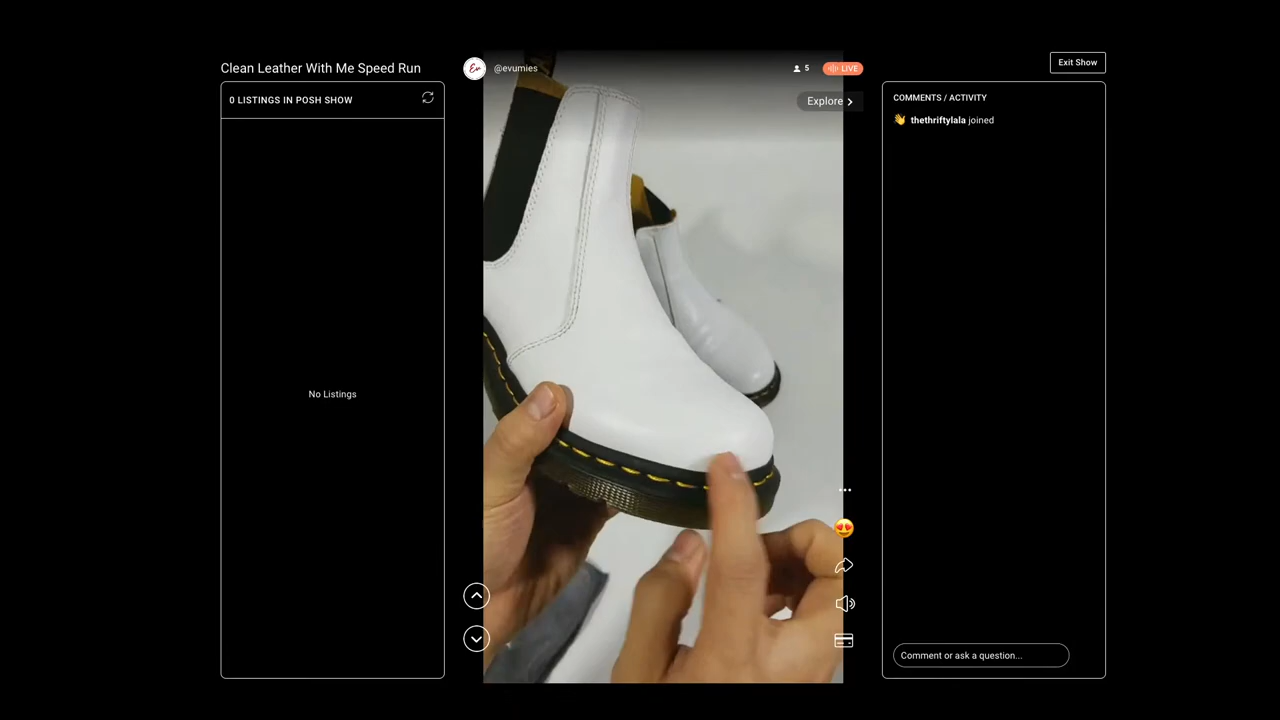 Clean Leather With Me Speed Run
0 LISTINGS IN POSH SHOW
No Listings
Ev
@evumies
5
LIVE
Explore
Exit Show
COMMENTS / ACTIVITY
thethriftylala joined
Comment or ask a question...